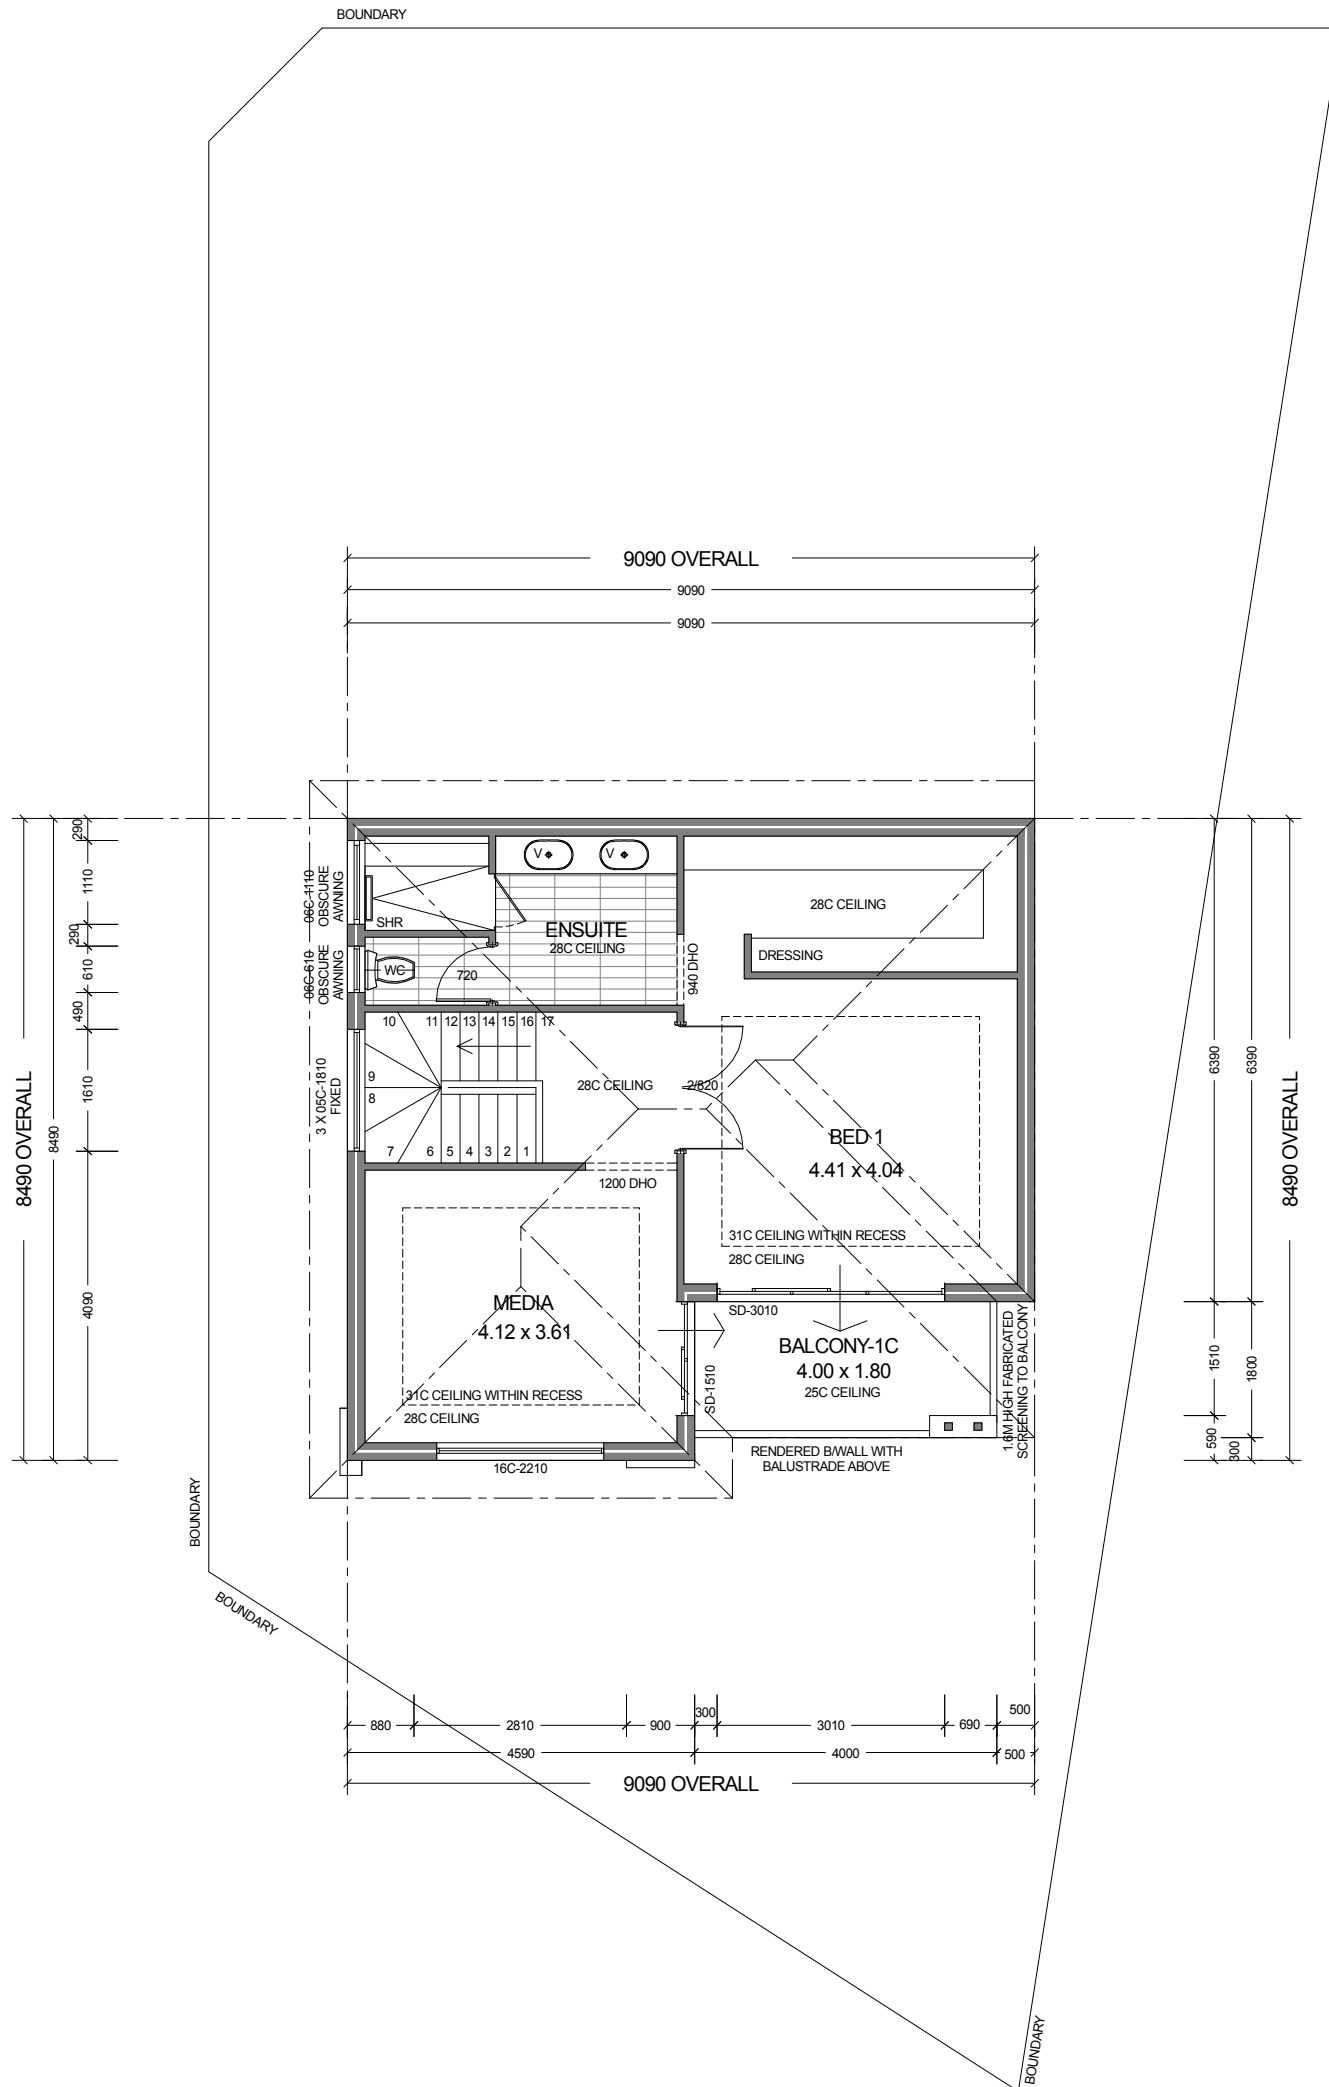 BOUNDARY
9090 OVERALL
9090
9090
290
1110
290
610
490
1610
4090
8490
8490 OVERALL
06C-1110
OBSCURE
AWNING
06C-610
OBSCURE
AWNING
3 X 05C-1810
FIXED
V
V
SHR
ENSUITE
28C CEILING
WC
720
940 DHO
28C CEILING
DRESSING
10
11
12
13
14
15
16
17
9
8
7
6
5
4
3
2
1
28C CEILING
2/820
1200 DHO
BED 1
4.41 x 4.04
31C CEILING WITHIN RECESS
28C CEILING
MEDIA
4.12 x 3.61
31C CEILING WITHIN RECESS
28C CEILING
16C-2210
SD-3010
SD-1510
BALCONY-1C
4.00 x 1.80
25C CEILING
RENDERED B/WALL WITH
BALUSTRADE ABOVE
1.6M HIGH FABRICATED
SCREENING TO BALCONY
6390
1510
590
6390
1800
300
8490 OVERALL
BOUNDARY
BOUNDARY
880
2810
900
300
3010
690
500
4590
4000
500
9090 OVERALL
BOUNDARY